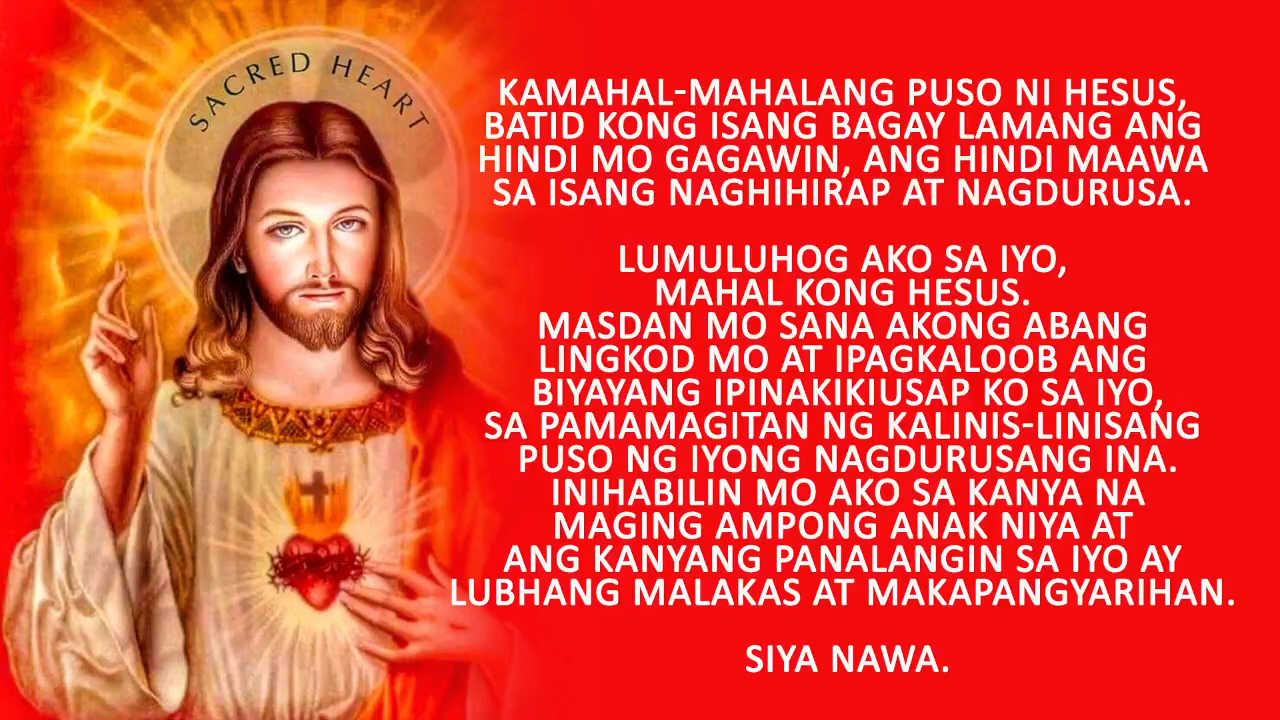 SACRED HEART
KAMAHAL-MAHALANG PUSO NI HESUS,
BATID KONG ISANG BAGAY LAMANG ANG
HINDI MO GAGAWIN, ANG HINDI MAAWA
SA ISANG NAGHIHIRAP AT NAGDURUSA.
LUMULUHOG AKO SA IYO,
MAHAL KONG HESUS.
MASDAN MO SANA AKONG ABANG
LINGKOD MO AT IPAGKALOOB ANG
BIYAYANG IPINAKIKIUSAP KO SA IYO,
SA PAMAMAGITAN NG KALINIS-LINISANG
PUSO NG IYONG NAGDURUSANG INA.
INIHABILIN MO AKO SA KANYA NA
MAGING AMPONG ANAK NIYA AT
ANG KANYANG PANALANGIN SA IYO AY
LUBHANG MALAKAS AT MAKAPANGYARIHAN.
SIYA NAWA.